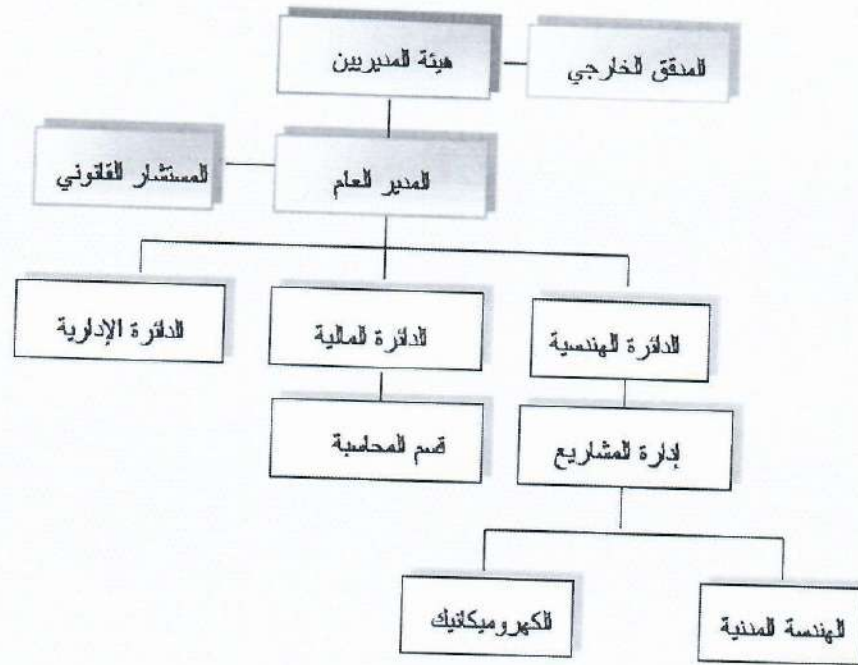 هيئة المديريين
المدقق الخارجي
المدير العام
المستشار القانوني
الدائرة الهندسية
الدائرة المالية
الدائرة الإدارية
إدارة المشاريع
قسم المحاسبة
الهندسة المدنية
الكهروميكانيك